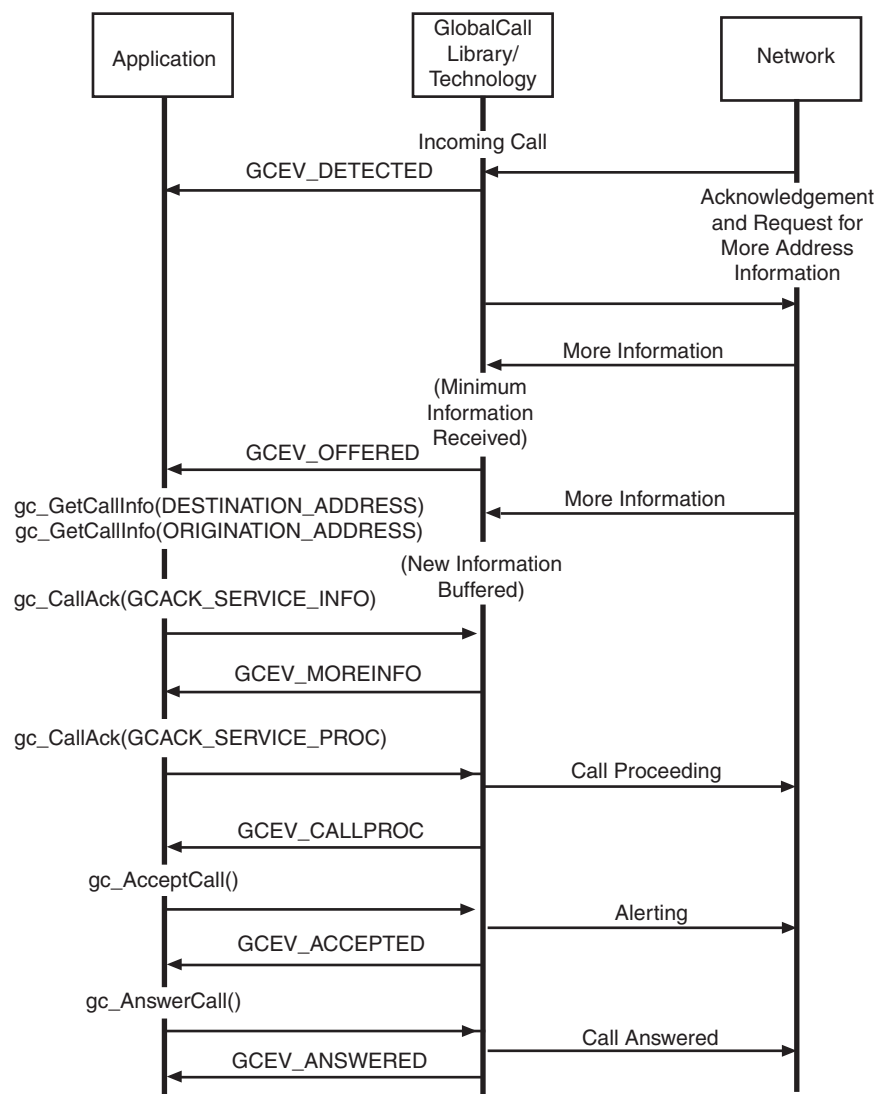 Application
GlobalCall
Library/
Technology
Network
Incoming Call
GCEV_DETECTED
Acknowledgement
and Request for
More Address
Information
More Information
(Minimum
Information
Received)
GCEV_OFFERED
gc_GetCallInfo(DESTINATION_ADDRESS)
gc_GetCallInfo(ORIGINATION_ADDRESS)
More Information
(New Information
Buffered)
gc_CallAck(GCACK_SERVICE_INFO)
GCEV_MOREINFO
gc_CallAck(GCACK_SERVICE_PROC)
Call Proceeding
GCEV_CALLPROC
gc_AcceptCall()
Alerting
GCEV_ACCEPTED
gc_AnswerCall()
Call Answered
GCEV_ANSWERED